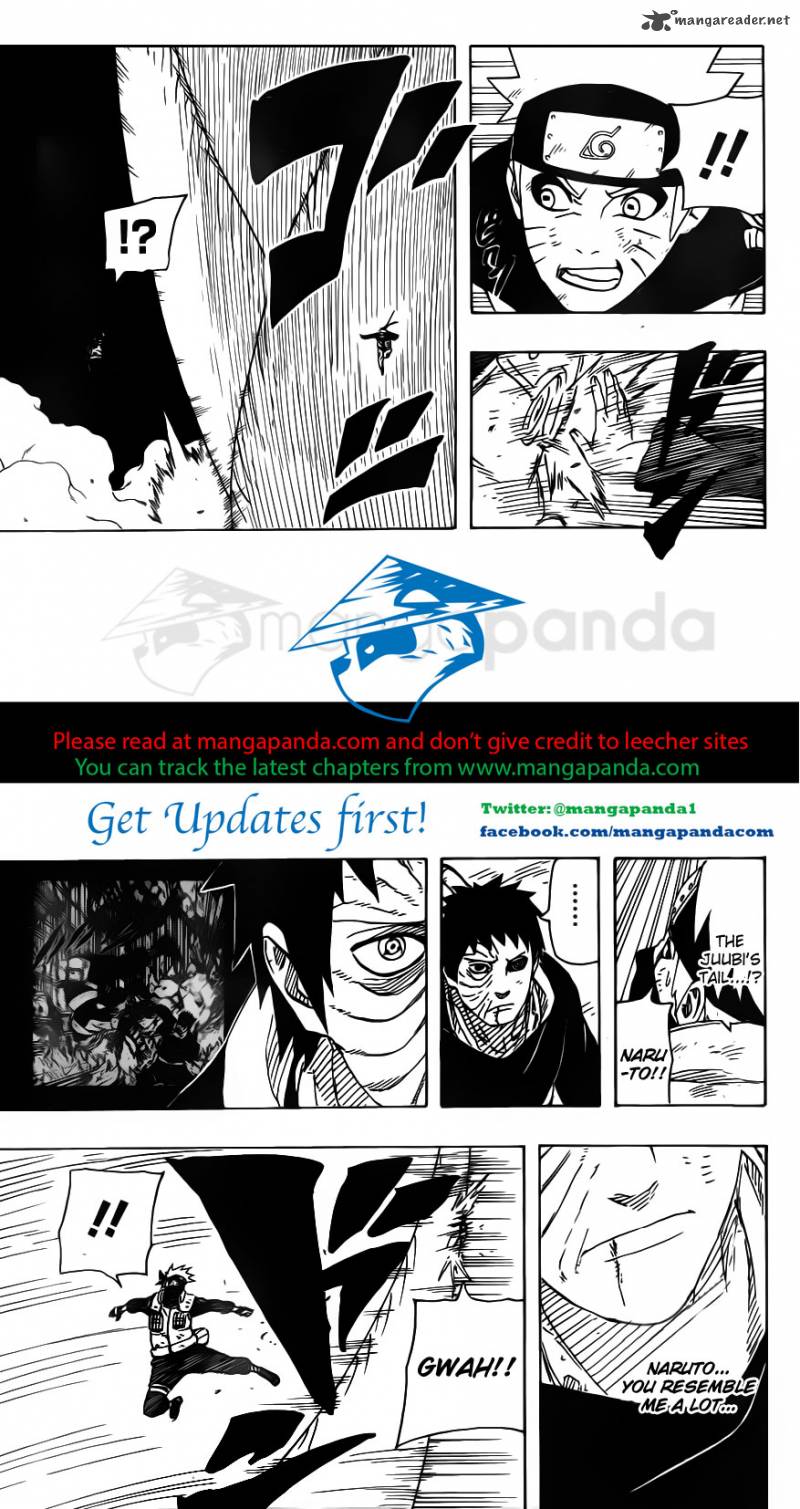 mangareader.net
!!
ゴ
ゴ
!?
mangapanda
Please read at mangapanda.com and don't give credit to leecher sites
You can track the latest chapters from www.mangapanda.com
Get Updates first!
Twitter: @mangapanda1
facebook.com/mangapandacom
THE
JUUBI'S
TAIL...!?
NARU
-TO!!
........
NARUTO...
YOU RESEMBLE
ME A LOT...
!!
GWAH!!